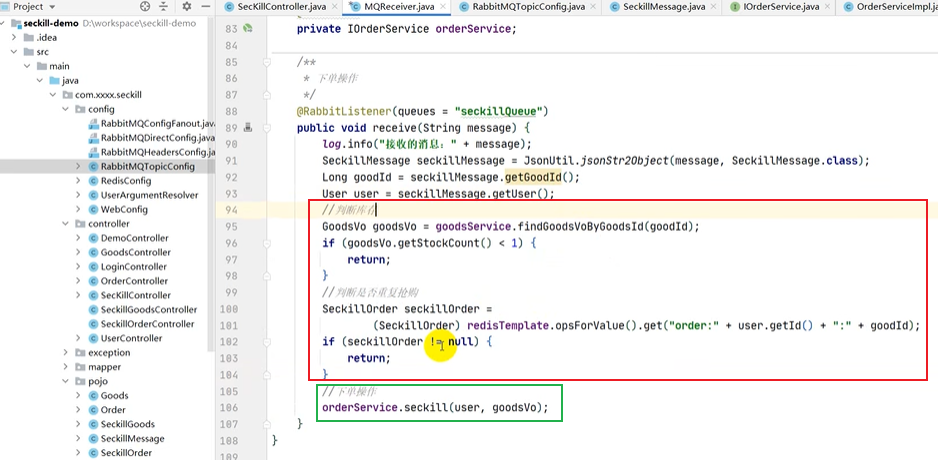 Project
SecKillController.java
MQReceiver.java
RabbitMQTopicConfig.java
SeckillMessage.java
IOrderService.java
OrderServiceImpl.java
seckill-demo D:\workspace\seckill-demo
.idea
src
main
java
com.xxxx.seckill
config
RabbitMQConfigFanout.java
RabbitMQDirectConfig.java
RabbitMQHeadersConfig.java
RabbitMQTopicConfig
RedisConfig
UserArgumentResolver
WebConfig
controller
DemoController
GoodsController
LoginController
OrderController
SecKillController
SeckillGoodsController
SeckillOrderController
UserController
exception
mapper
pojo
Goods
Order
SeckillGoods
SeckillMessage
SeckillOrder
83 private IOrderService orderService;
84
85 /**
86 * 下单操作
87 */
88 @RabbitListener(queues = "seckillQueue")
89 public void receive(String message) {
90 log.info("接收的消息：" + message);
91 SeckillMessage seckillMessage = JsonUtil.jsonStr2Object(message, SeckillMessage.class);
92 Long goodId = seckillMessage.getGoodId();
93 User user = seckillMessage.getUser();
94 //判断库存
95 GoodsVo goodsVo = goodsService.findGoodsVoByGoodsId(goodId);
96 if (goodsVo.getStockCount() < 1) {
97 return;
98 }
99 //判断是否重复抢购
100 SeckillOrder seckillOrder =
101 (SeckillOrder) redisTemplate.opsForValue().get("order:" + user.getId() + ":" + goodId);
102 if (seckillOrder != null) {
103 return;
104 }
105 //下单操作
106 orderService.seckill(user, goodsVo);
107 }
108 }
109